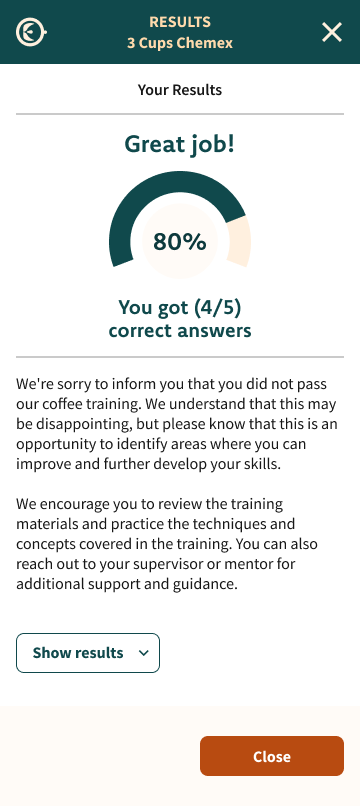 RESULTS
3 Cups Chemex
Your Results
Great job!
80%
You got (4/5)
correct answers
We're sorry to inform you that you did not pass
our coffee training. We understand that this may
be disappointing, but please know that this is an
opportunity to identify areas where you can
improve and further develop your skills.
We encourage you to review the training
materials and practice the techniques and
concepts covered in the training. You can also
reach out to your supervisor or mentor for
additional support and guidance.
Show results
Close